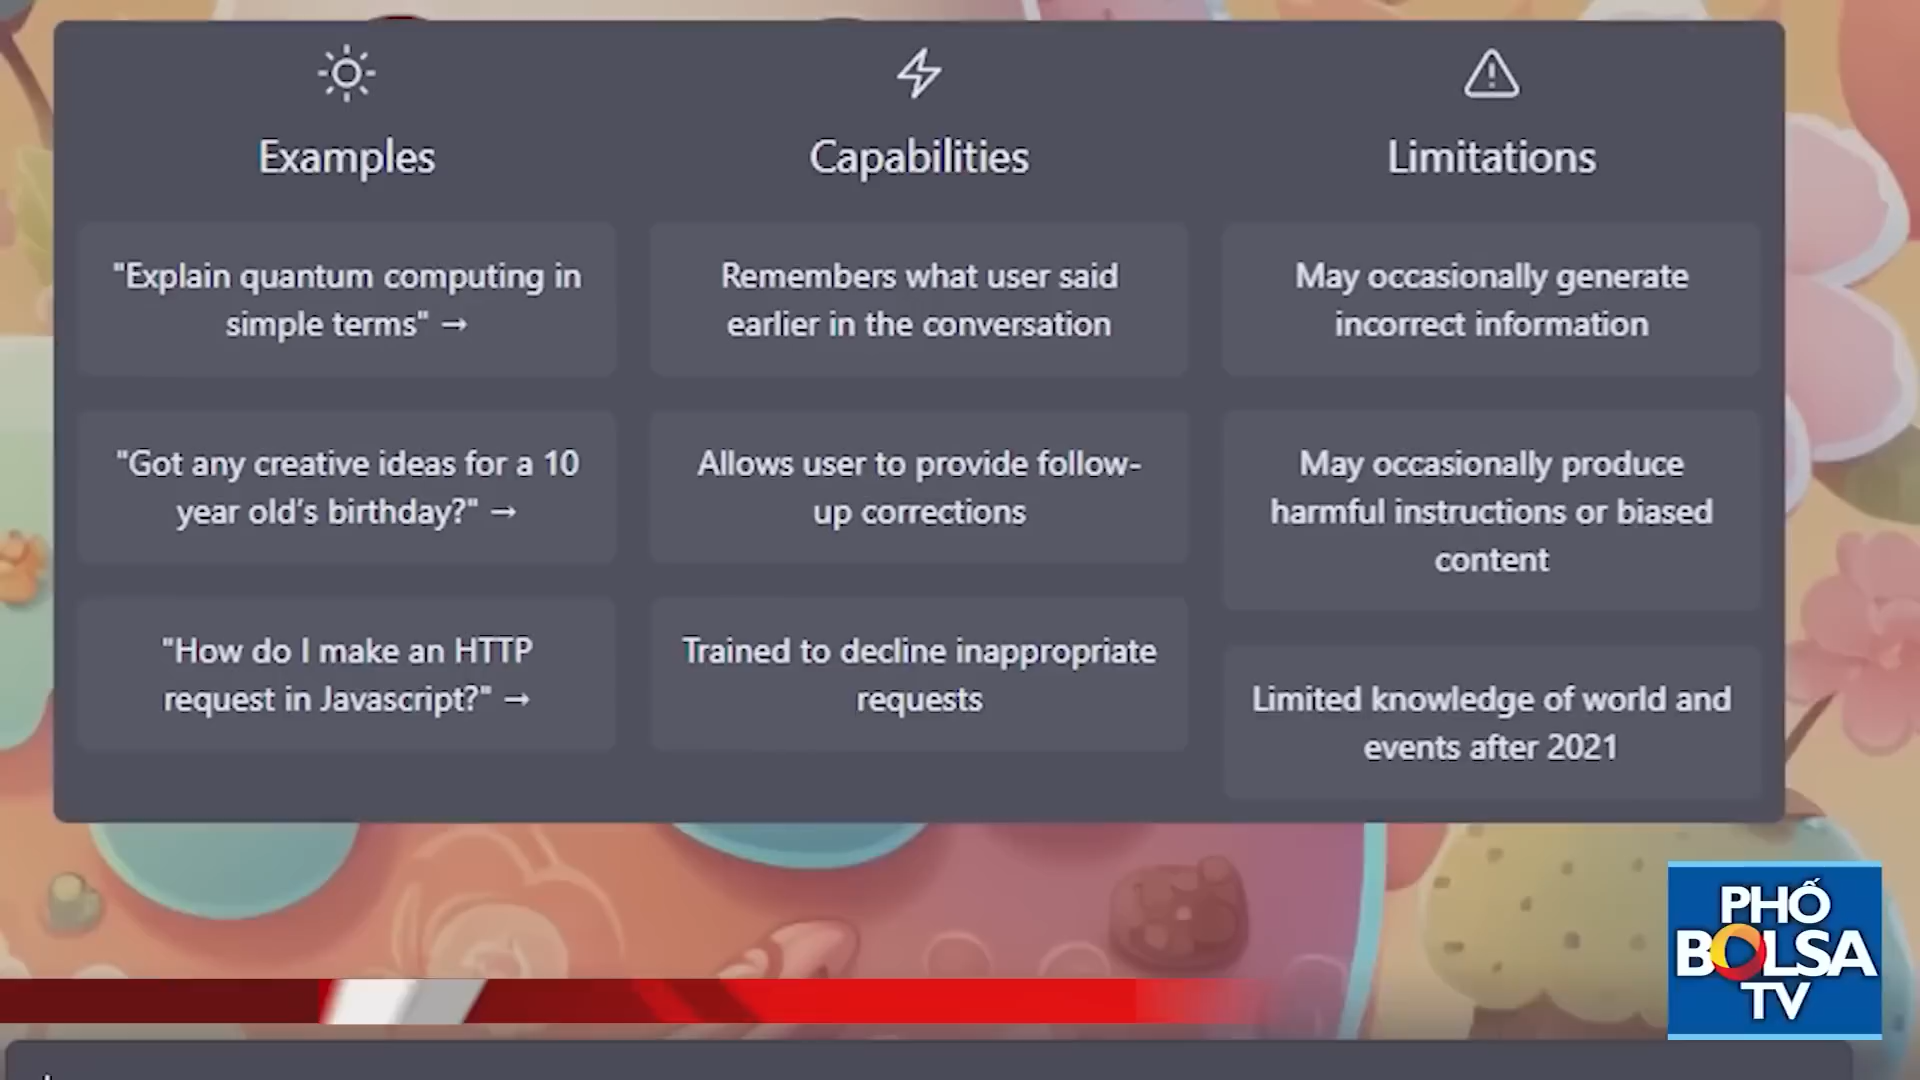 Examples
"Explain quantum computing in
simple terms" →
"Got any creative ideas for a 10
year old’s birthday?" →
"How do I make an HTTP
request in Javascript?" →
Capabilities
Remembers what user said
earlier in the conversation
Allows user to provide follow-
up corrections
Trained to decline inappropriate
requests
Limitations
May occasionally generate
incorrect information
May occasionally produce
harmful instructions or biased
content
Limited knowledge of world and
events after 2021
PHỐ
BOLSA
TV